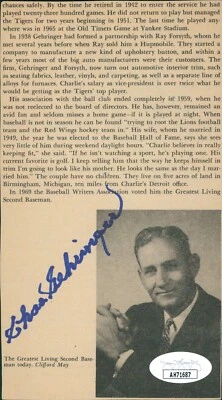 chances safely. By the time he retired in 1942 to enter the service he had
played twenty-three hundred games. He did not return to play but managed
the Tigers for two years beginning in 1951. The last time he played any-
where was in 1965 at the Old Timers Game at Yankee Stadium.
In 1938 Gehringer had formed a partnership with Ray Forsyth, whom he
met several years before when Ray sold him a Hupmobile. They started a
company to manufacture a new kind of upholstery button, and within a
few years most of the big auto manufacturers were their customers. The
firm, Gehringer and Forsyth, branched out into other automotive trim, such
as seating fabrics, leather, vinyls, and carpeting, as well as a separate line of
alloys for furnaces. Charlie's salary as vice-president is over twice what he
would be getting as the Tigers' top player.
His association with the ball club ended completely in 1959, when he
was not reelected to the board of directors. He has, however, remained an
avid fan and seldom misses a home game—if it is played at night. When
baseball is not in season he can be found "trying to root the Lions football
team and the Red Wings hockey team in." His wife, whom he married in
1949, the year he was elected to the Baseball Hall of Fame, says she sees
very little of him during weekend daylight hours. "Charlie believes in really
keeping fit," she said. "If he isn't watching a sport, he's playing one. His
current favorite is golf. I keep telling him that the way he keeps himself in
trim I'm going to look like his mother. He looks the same as the day I mar-
ried him." The couple have no children. They live on five acres of land in
Birmingham, Michigan, ten miles from Charlie's Detroit office.
In 1969 the Baseball Writers Association voted him the Greatest Living
Second Baseman.
Chas Gehringer
The Greatest Living Second Base-
man today. Clifford May
JSA
AH71687